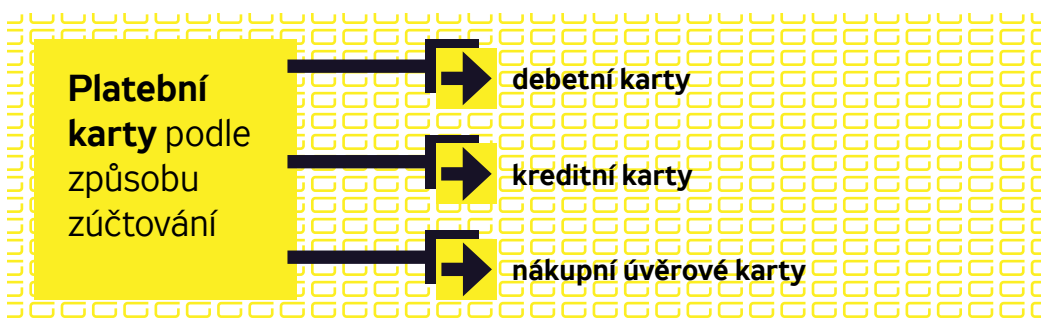 Platební
karty podle
způsobu
zúčtování
debetní karty
kreditní karty
nákupní úvěrové karty